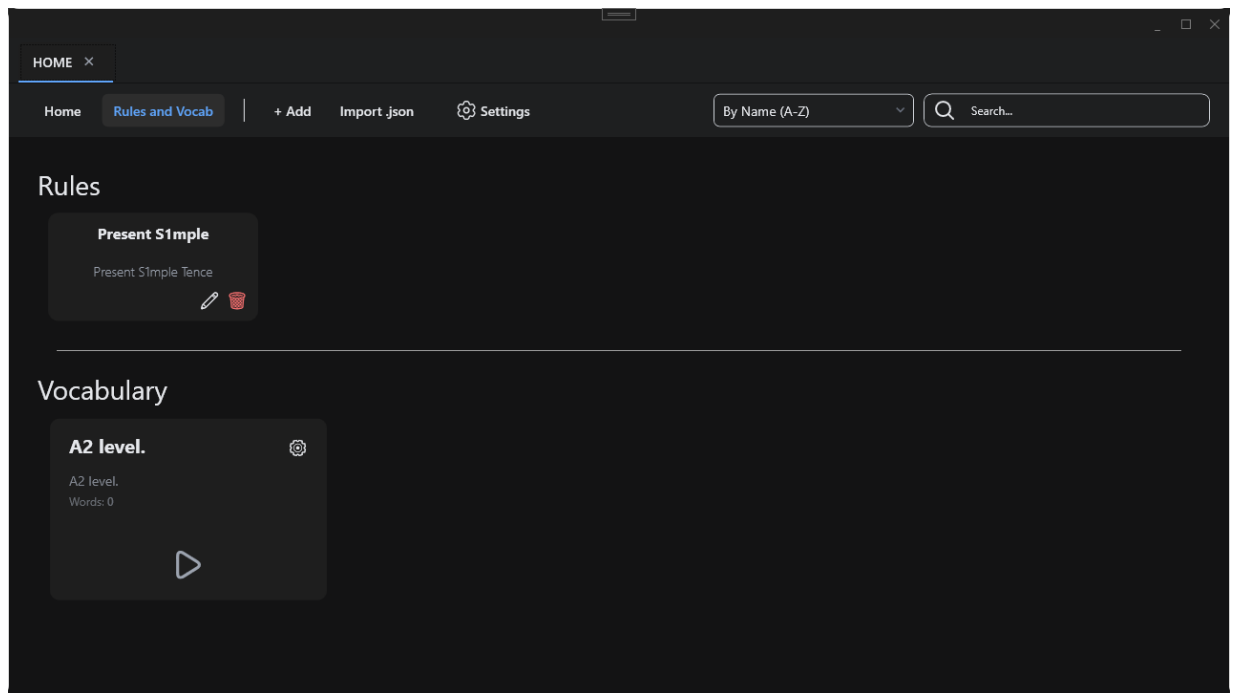 HOME
Home Rules and Vocab + Add Import .json Settings By Name (A-Z) Search...
Rules
Present S1mple
Present S1mple Tence
Vocabulary
A2 level.
A2 level.
Words: 0